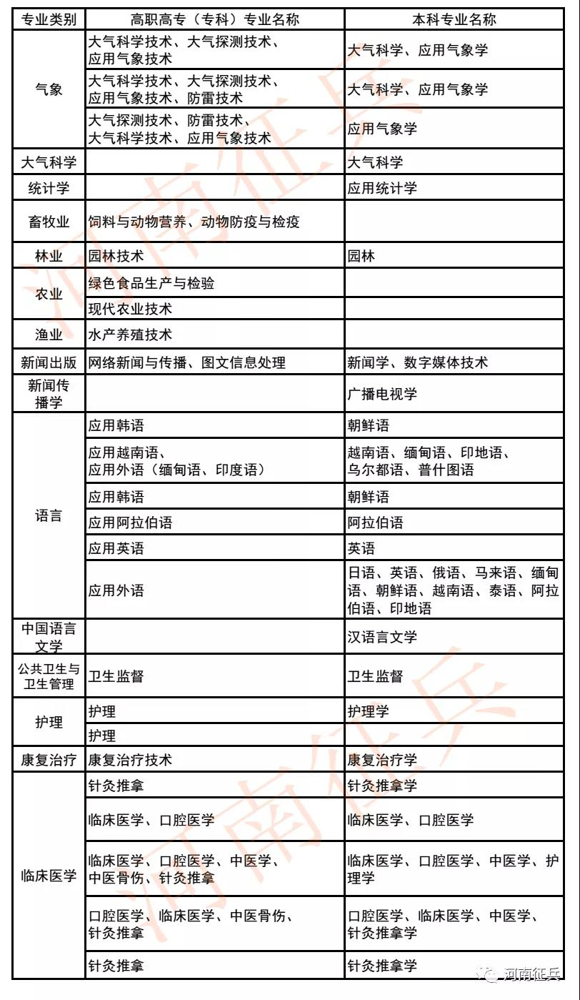 专业类别 高职高专（专科）专业名称 本科专业名称
气象
大气科学技术、大气探测技术、
应用气象技术
大气科学、应用气象学
大气科学技术、大气探测技术、
应用气象技术、防雷技术
大气科学、应用气象学
大气探测技术、防雷技术、
大气科学技术、应用气象技术
应用气象学
大气科学 大气科学
统计学 应用统计学
畜牧业 饲料与动物营养、动物防疫与检疫
林业 园林技术 园林
农业
绿色食品生产与检验
现代农业技术
渔业 水产养殖技术
新闻出版 网络新闻与传播、图文信息处理 新闻学、数字媒体技术
新闻传
播学
广播电视学
语言
应用韩语 朝鲜语
应用越南语、
应用外语（缅甸语、印度语）
越南语、缅甸语、印地语、
乌尔都语、普什图语
应用韩语 朝鲜语
应用阿拉伯语 阿拉伯语
应用英语 英语
应用外语
日语、英语、俄语、马来语、缅甸
语、朝鲜语、越南语、泰语、阿拉
伯语、印地语
中国语言
文学
汉语言文学
公共卫生与
卫生管理
卫生监督 卫生监督
护理
护理 护理学
护理
康复治疗 康复治疗技术 康复治疗学
临床医学
针灸推拿 针灸推拿学
临床医学、口腔医学 临床医学、口腔医学
临床医学、口腔医学、中医学、
中医骨伤、针灸推拿
临床医学、口腔医学、中医学、护
理学
口腔医学、临床医学、中医骨伤、
针灸推拿
口腔医学、临床医学、中医学、
针灸推拿学
针灸推拿 针灸推拿学
河南征兵
河南征兵
河南征兵